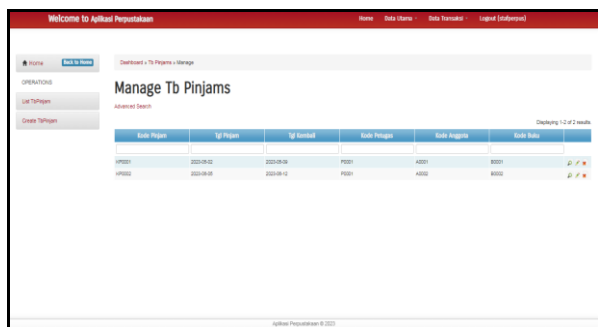 Welcome to Aplikasi Perpustakaan
Home Data Utama Data Transaksi Logout (stafperpus)
Home Back to Home
Dashboard » Tb Pinjams » Manage
OPERATIONS
Manage Tb Pinjams
List TbPinjam
Advanced Search
Create TbPinjam
Displaying 1-2 of 2 results.
Kode Pinjam Tgl Pinjam Tgl Kembali Kode Petugas Kode Anggota Kode Buku
KP0001 2023-09-02 2023-09-09 P0001 A0001 B0001
KP0002 2023-09-05 2023-09-12 P0001 A0002 B0002
Aplikasi Perpustakaan © 2023